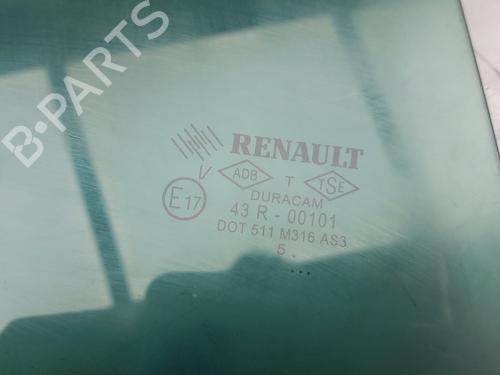 B-PARTS
RENAULT
V ADB T TSE
E17 DURACAM
43 R - 00101
DOT 511 M316 AS3
5 .